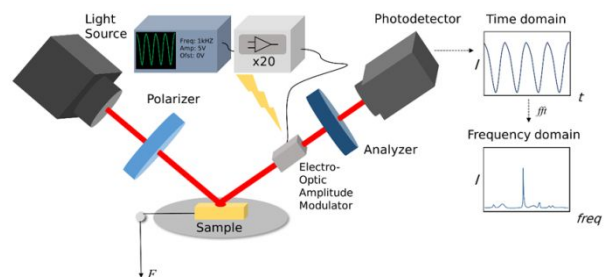 Light
Source
Freq: 1kHZ
Amp: 5V
Ofst: 0V
x20
Photodetector
Time domain
I
t
fft
Frequency domain
I
freq
Polarizer
Analyzer
Electro-
Optic
Amplitude
Modulator
Sample
F